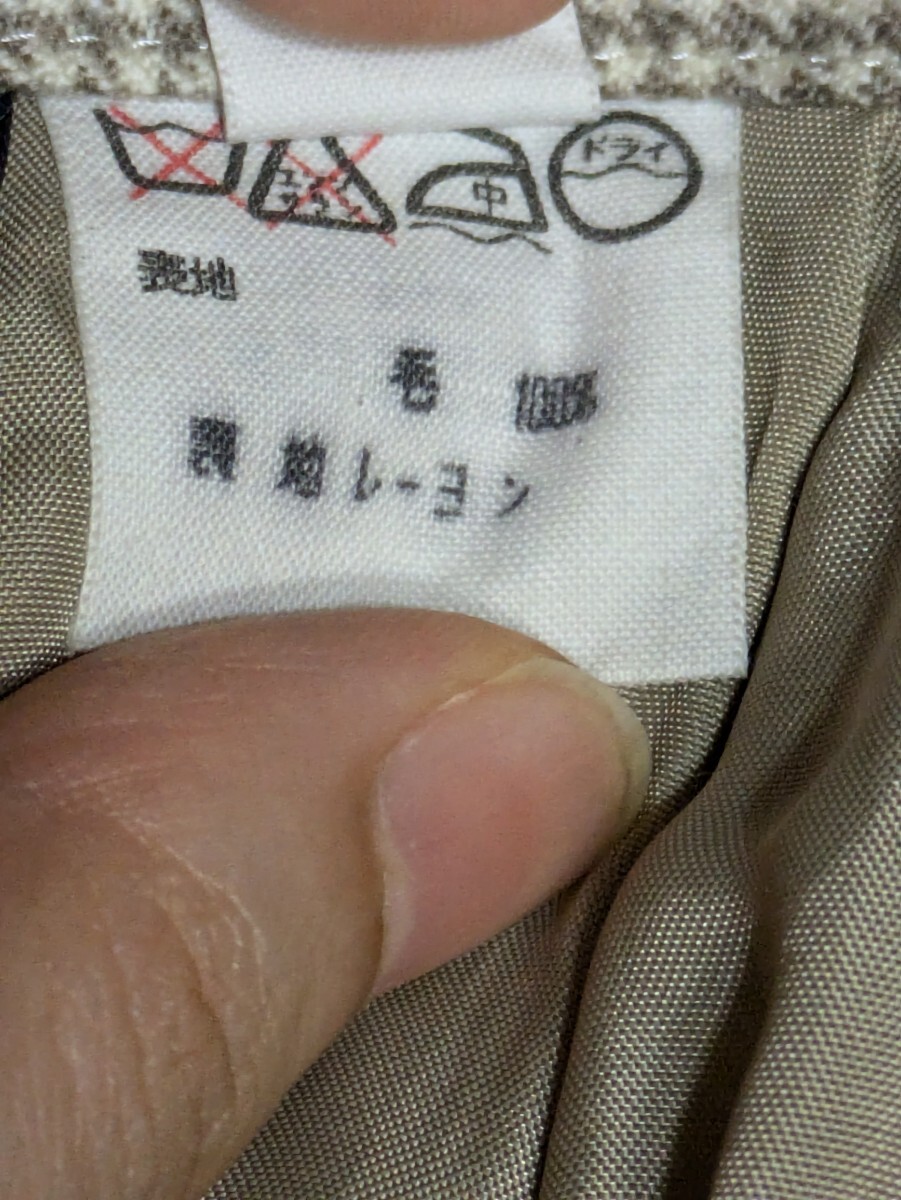 中
ドライ
表地
毛 100%
裏地レーヨン